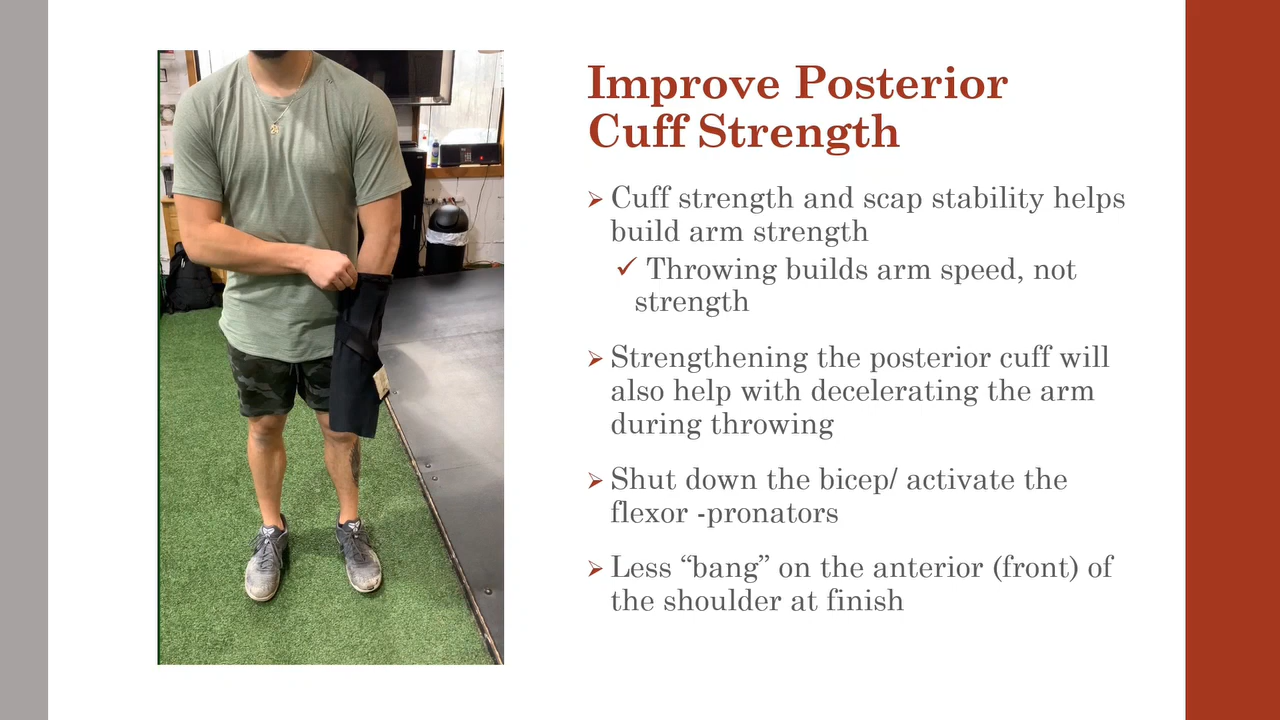 Improve Posterior
Cuff Strength
➢ Cuff strength and scap stability helps
build arm strength
✓ Throwing builds arm speed, not
strength
➢ Strengthening the posterior cuff will
also help with decelerating the arm
during throwing
➢ Shut down the bicep/ activate the
flexor -pronators
➢ Less “bang” on the anterior (front) of
the shoulder at finish